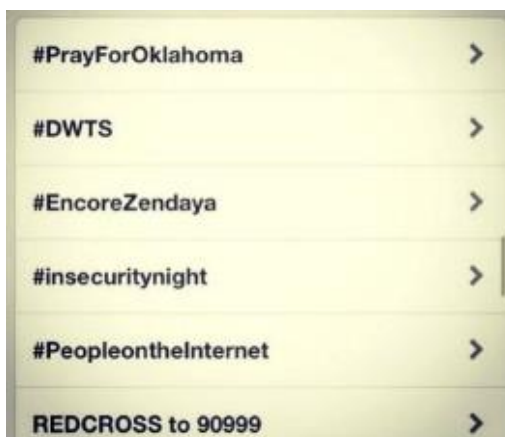 #PrayForOklahoma
#DWTS
#EncoreZendaya
#insecuritynight
#PeopleontheInternet
REDCROSS to 90999